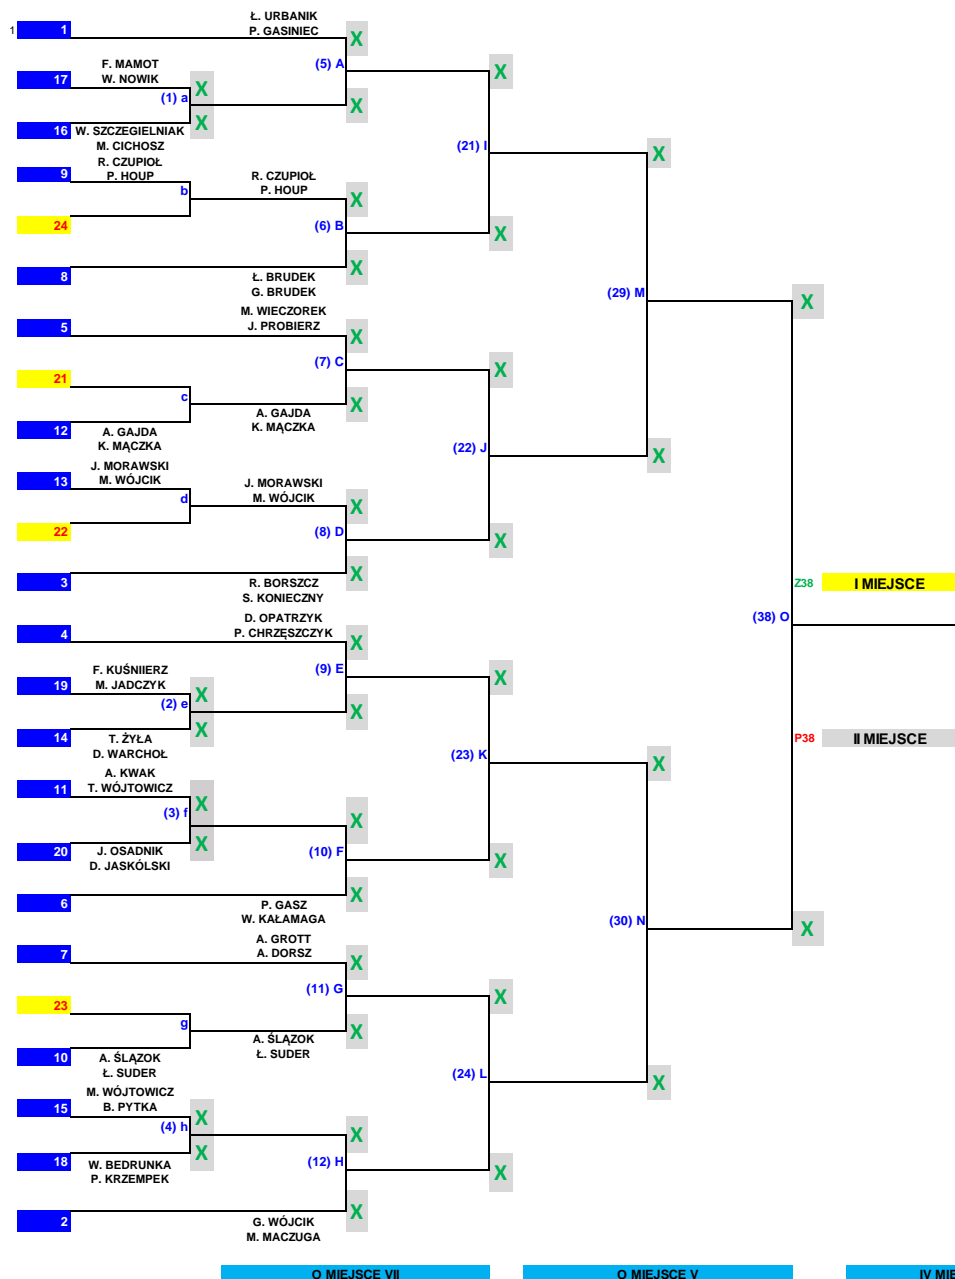 Ł. URBANIK
1 1 P. GASINIEC
X
(5) A
F. MAMOT
17 W. NOWIK
X
X
(1) a
X
X
16 W. SZCZEGIELNIAK
M. CICHOSZ
(21) I
X
R. CZUPIOŁ
9 P. HOUP
R. CZUPIOŁ
P. HOUP
b
X
24
(6) B
X
8 Ł. BRUDEK
X
G. BRUDEK
(29) M
X
M. WIECZOREK
5 J. PROBIERZ
X
(7) C
X
21
c
X
12 A. GAJDA
K. MĄCZKA
A. GAJDA
K. MĄCZKA
(22) J
X
J. MORAWSKI
13 M. WÓJCIK
J. MORAWSKI
M. WÓJCIK
d
X
22
(8) D
X
3 R. BORSZCZ
S. KONIECZNY
X
Z38 I MIEJSCE
(38) O
D. OPATRZYK
4 P. CHRZĘSZCZYK
X
(9) E
F. KUŚNIERZ
19 M. JADCZYK
X
X
(2) e
X
X
14 T. ŻYŁA
D. WARCHOŁ
P38 II MIEJSCE
(23) K
X
A. KWAK
11 T. WÓJTOWICZ
X
(3) f
X
X
20 J. OSADNIK
D. JASKÓLSKI
(10) F
X
6 P. GASZ
W. KAŁAMAGA
X
(30) N
X
A. GROTT
7 A. DORSZ
X
(11) G
X
23
g
X
10 A. ŚLĄZOK
Ł. SUDER
A. ŚLĄZOK
Ł. SUDER
(24) L
X
M. WÓJTOWICZ
15 B. PYTKA
X
(4) h
X
X
18 W. BEDRUNKA
P. KRZEMPEK
(12) H
X
2 G. WÓJCIK
M. MACZUGA
X
O MIEJSCE VII O MIEJSCE V IV MIE